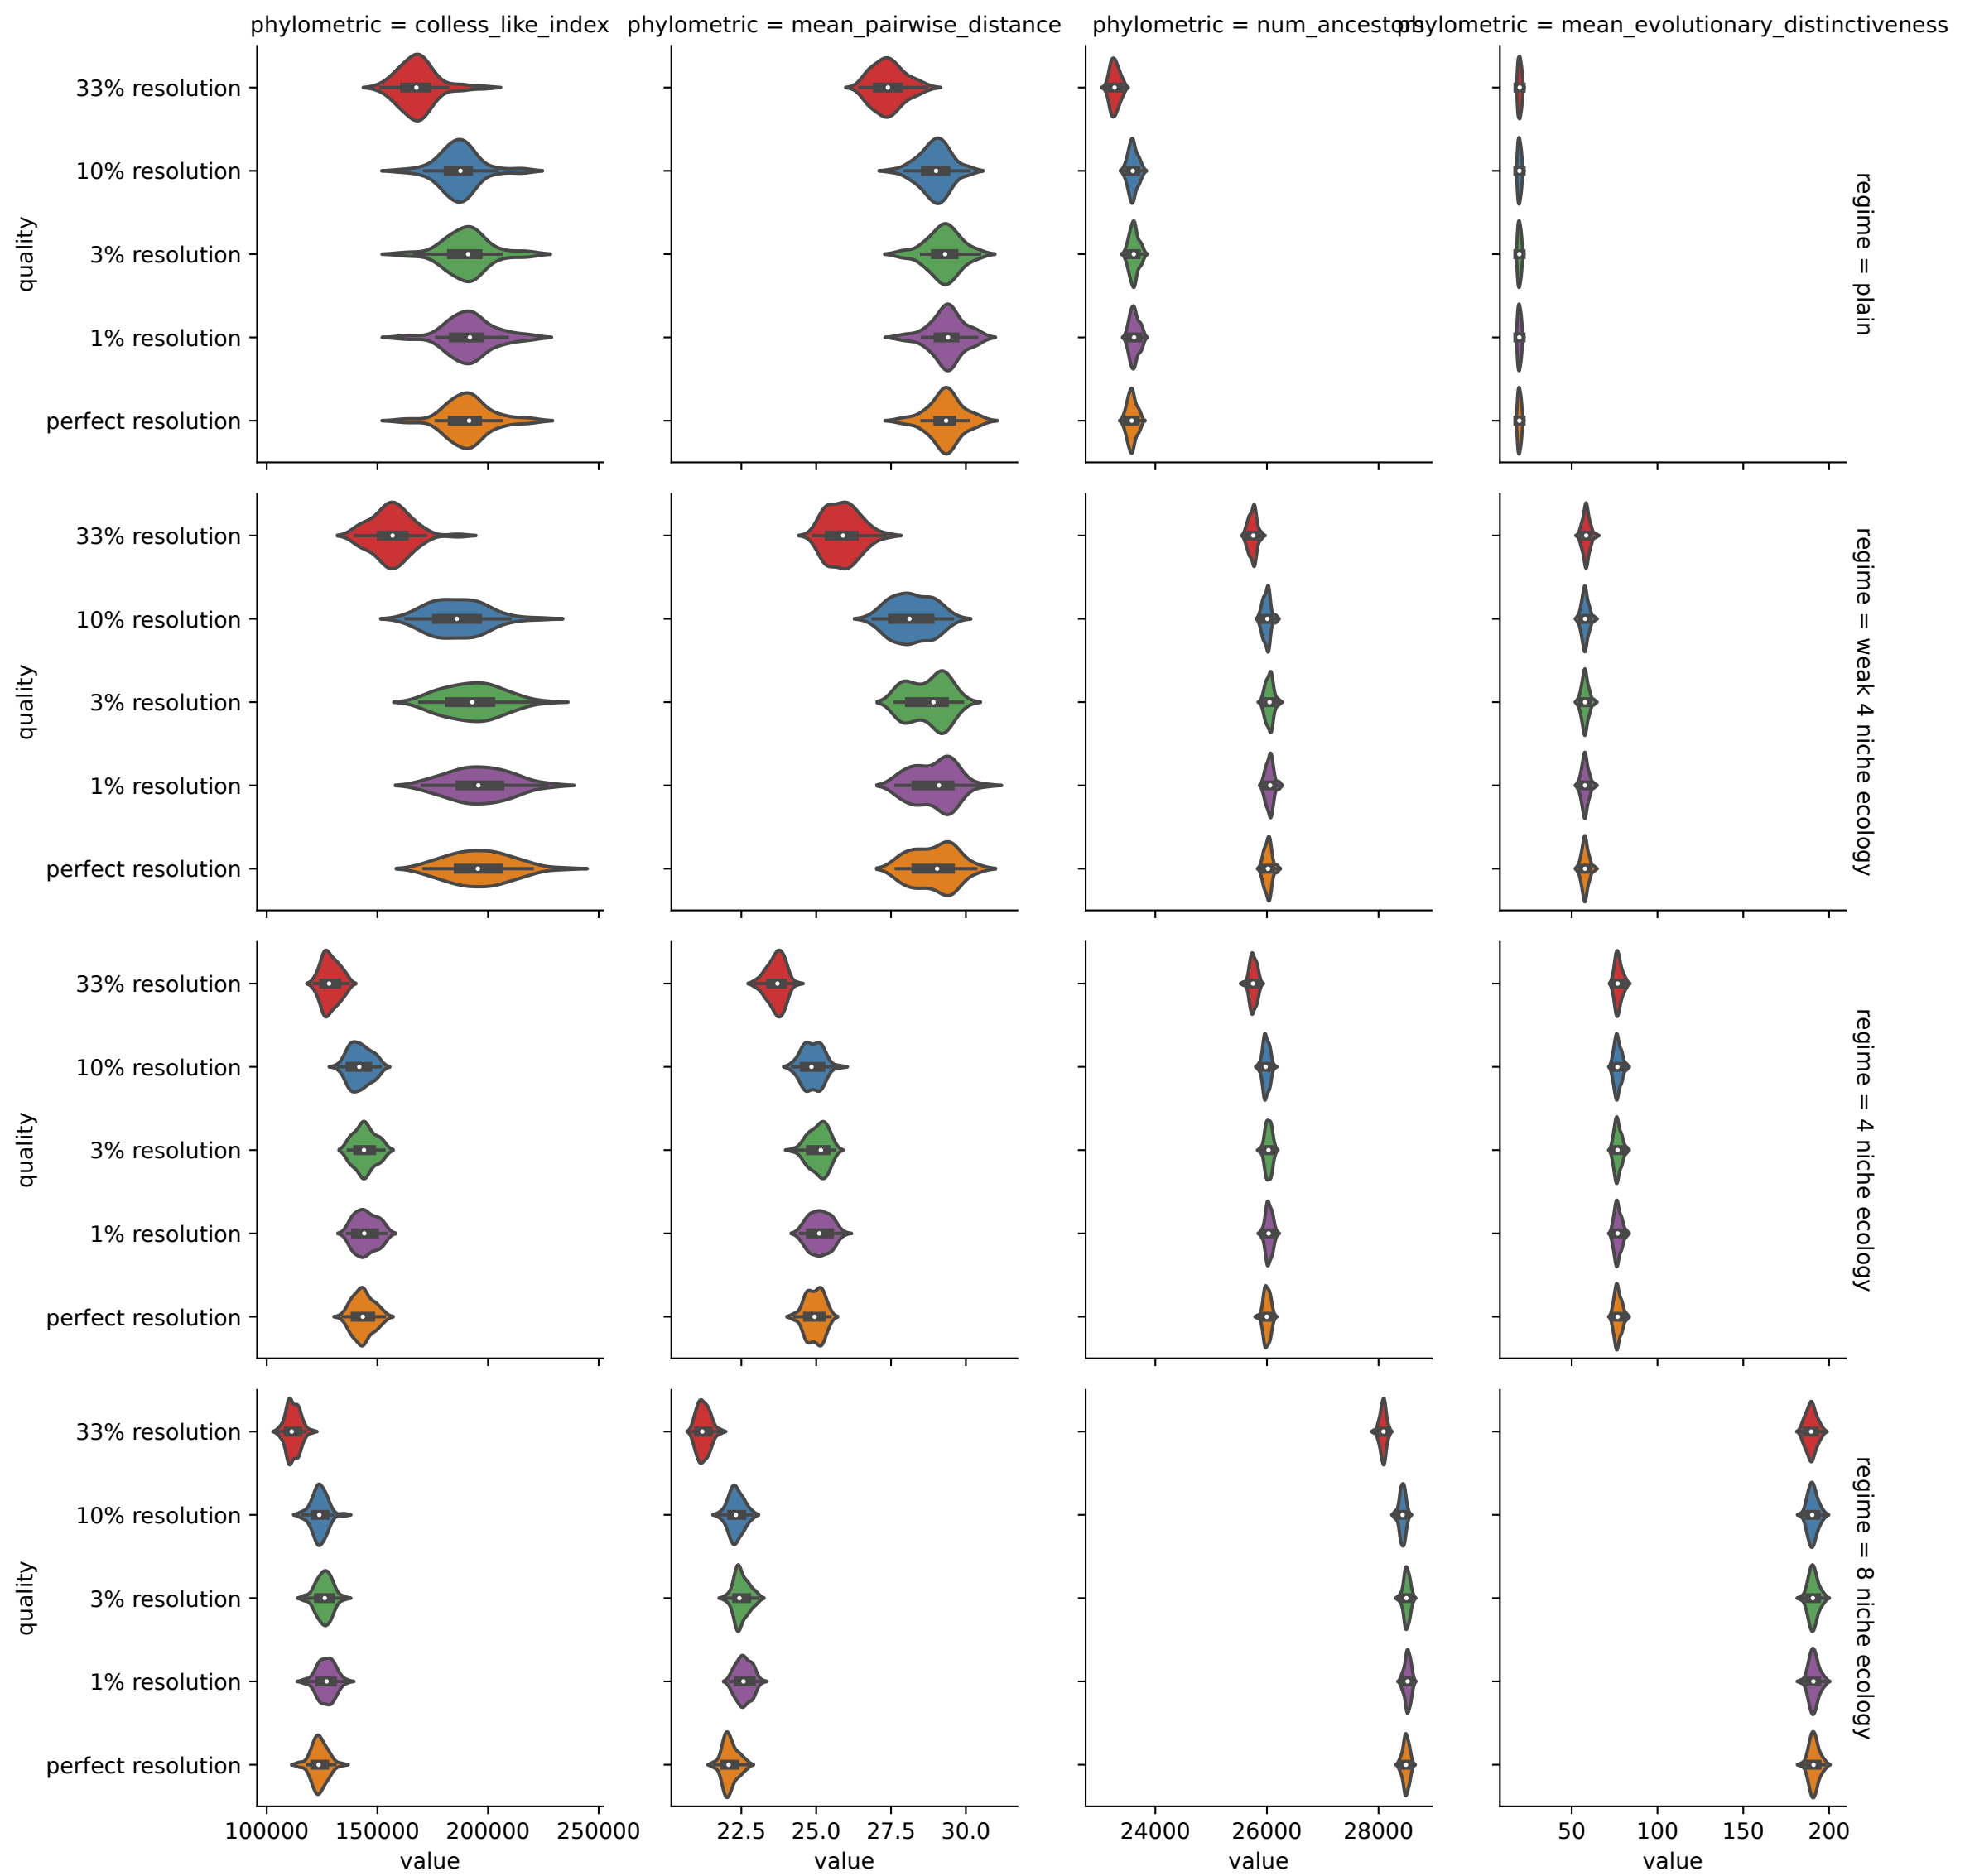 phylometric = colless_like_index
phylometric = mean_pairwise_distance
phylometric = num_ancestors
phylometric = mean_evolutionary_distinctiveness
quality
33% resolution
10% resolution
3% resolution
1% resolution
perfect resolution
regime = plain
quality
33% resolution
10% resolution
3% resolution
1% resolution
perfect resolution
regime = weak 4 niche ecology
quality
33% resolution
10% resolution
3% resolution
1% resolution
perfect resolution
regime = 4 niche ecology
quality
33% resolution
10% resolution
3% resolution
1% resolution
perfect resolution
regime = 8 niche ecology
100000 150000 200000 250000
value
22.5 25.0 27.5 30.0
value
24000 26000 28000
value
50 100 150 200
value